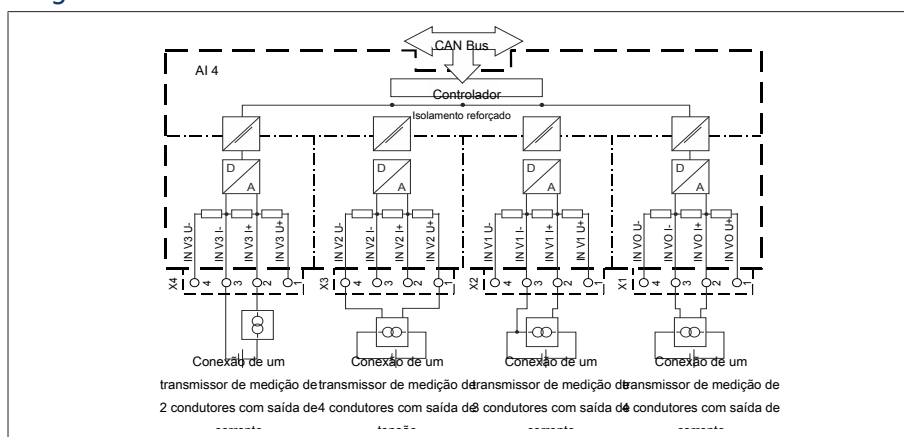 CAN Bus
AI 4
Controlador
Isolamento reforçado
D
A
D
A
D
A
D
A
IN V3 U-
IN V3 I-
IN V3 I+
IN V3 U+
IN V2 U-
IN V2 I-
IN V2 I+
IN V2 U+
IN V1 U-
IN V1 I-
IN V1 I+
IN V1 U+
IN VO U-
IN VO I-
IN VO I+
IN VO U+
X4
4
3
2
1
X3
4
3
2
1
X2
4
3
2
1
X1
4
3
2
1
Conexão de um
transmissor de medição de
2 condutores com saída de
corrente
Conexão de um
transmissor de medição de
4 condutores com saída de
tensão
Conexão de um
transmissor de medição de
3 condutores com saída de
corrente
Conexão de um
transmissor de medição de
4 condutores com saída de
corrente